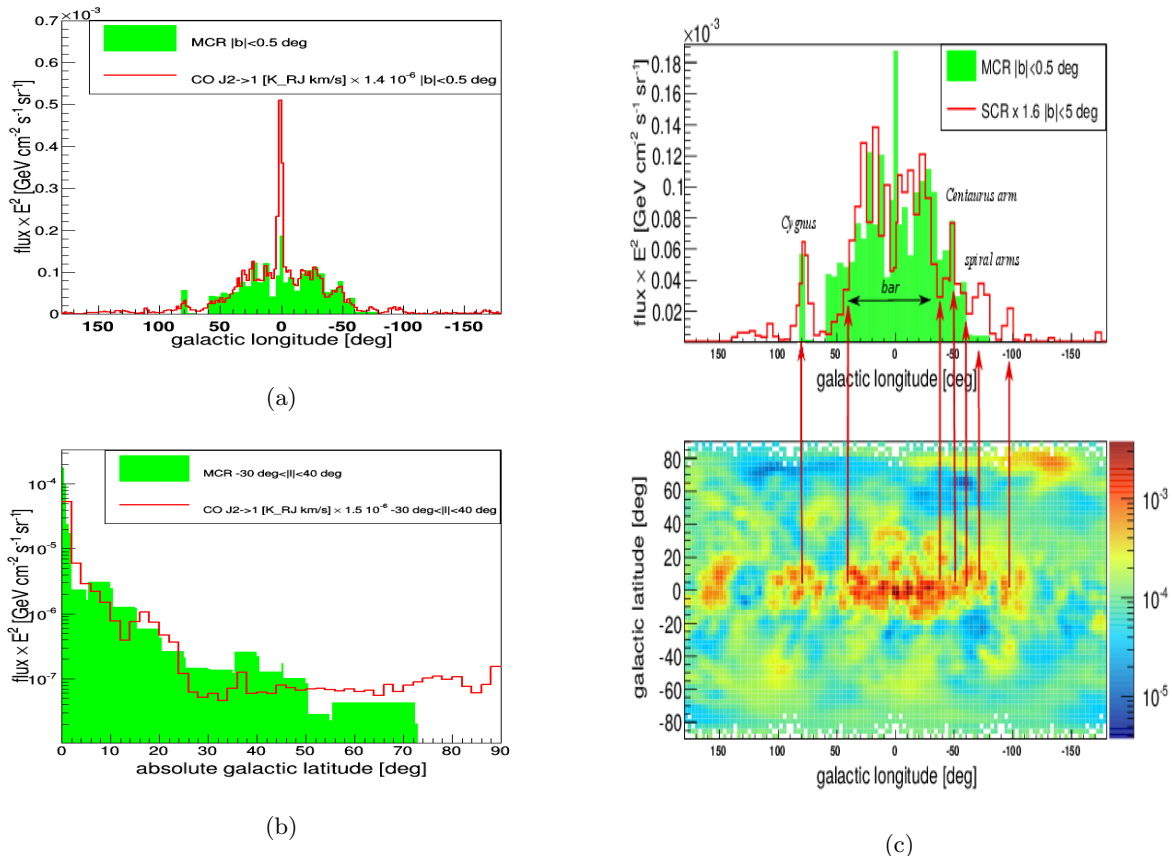 ×10⁻³
0.7
0.6
0.5
0.4
0.3
0.2
0.1
0
flux × E² [GeV cm⁻² s⁻¹ sr⁻¹]
MCR |b|<0.5 deg
CO J2->1 [K_RJ km/s] × 1.4 10⁻⁶ |b|<0.5 deg
150 100 50 0 -50 -100 -150
galactic longitude [deg]
(a)
10⁻⁴
10⁻⁵
10⁻⁶
10⁻⁷
flux × E² [GeV cm⁻² s⁻¹ sr⁻¹]
MCR -30 deg<|l|<40 deg
CO J2->1 [K_RJ km/s] × 1.5 10⁻⁶ -30 deg<|l|<40 deg
0 10 20 30 40 50 60 70 80 90
absolute galactic latitude [deg]
(b)
×10⁻³
0.18
0.16
0.14
0.12
0.1
0.08
0.06
0.04
0.02
flux × E² [GeV cm⁻² s⁻¹ sr⁻¹]
MCR |b|<0.5 deg
SCR x 1.6 |b|<5 deg
Cygnus
Centaurus arm
spiral arms
bar
150 100 50 0 -50 -100 -150
galactic longitude [deg]
80
60
40
20
0
-20
-40
-60
-80
galactic latitude [deg]
10⁻³
10⁻⁴
10⁻⁵
150 100 50 0 -50 -100 -150
galactic longitude [deg]
(c)